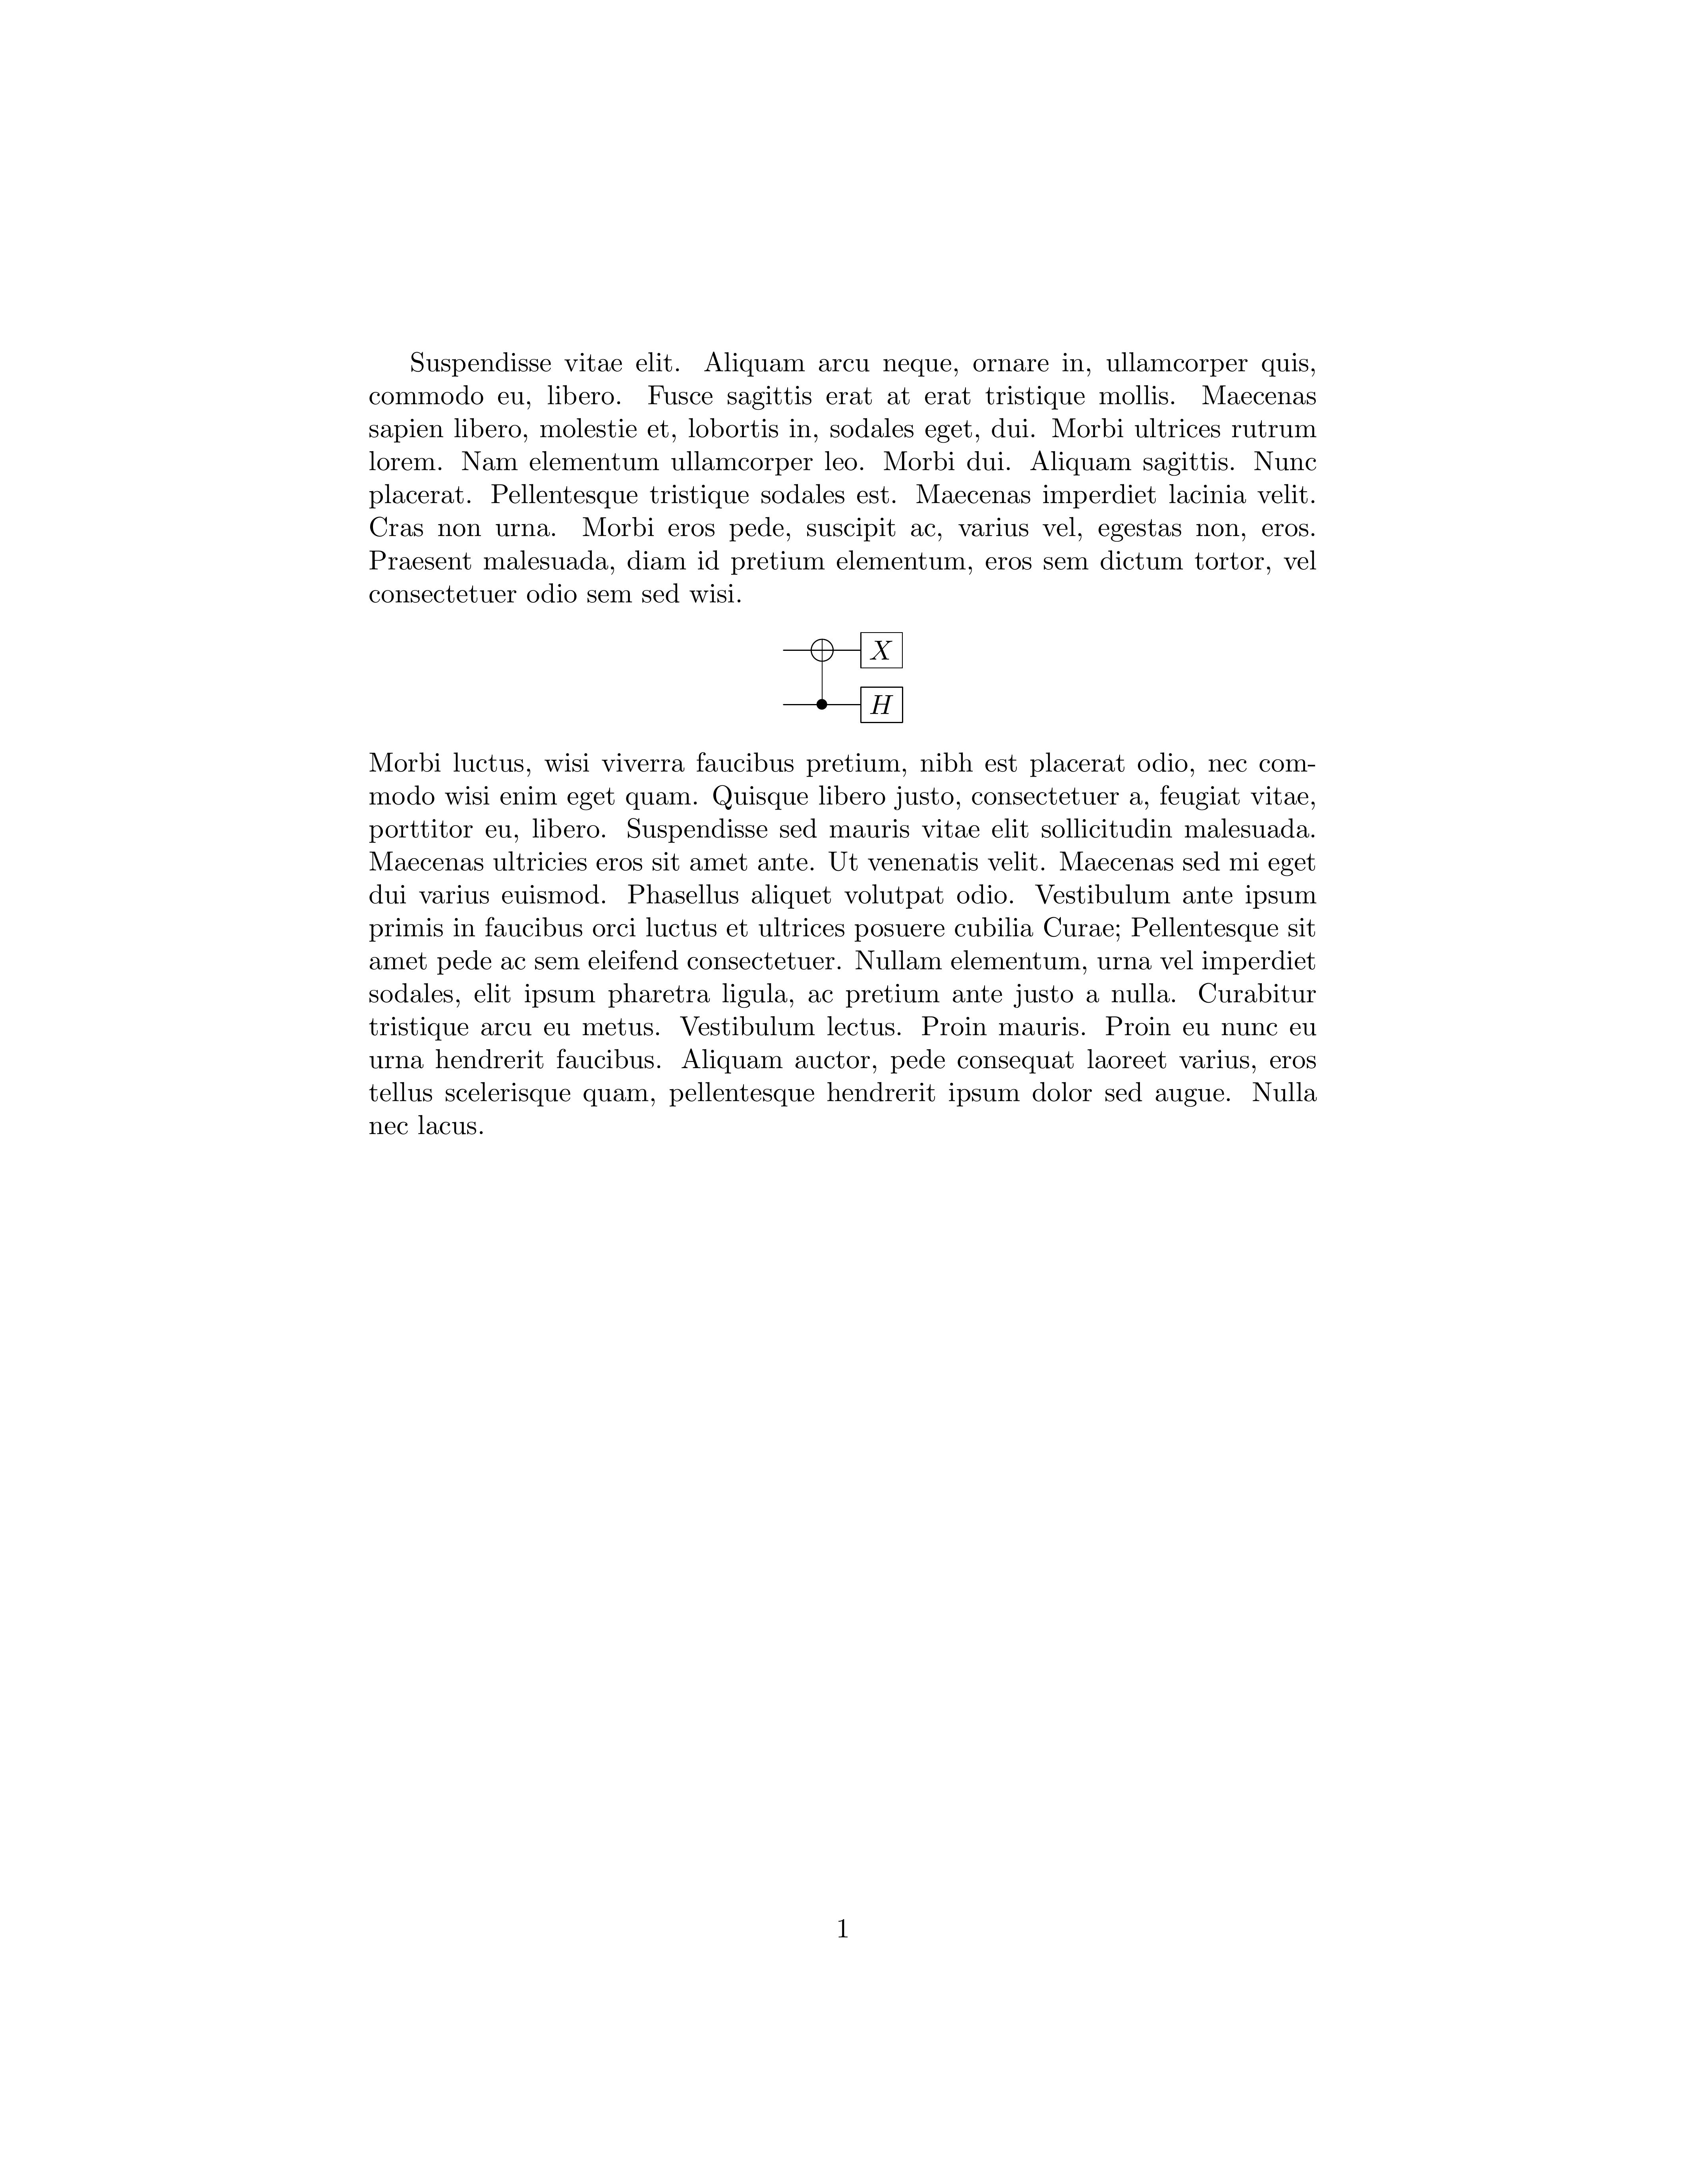 Suspendisse vitae elit. Aliquam arcu neque, ornare in, ullamcorper quis,
commodo eu, libero. Fusce sagittis erat at erat tristique mollis. Maecenas
sapien libero, molestie et, lobortis in, sodales eget, dui. Morbi ultrices rutrum
lorem. Nam elementum ullamcorper leo. Morbi dui. Aliquam sagittis. Nunc
placerat. Pellentesque tristique sodales est. Maecenas imperdiet lacinia velit.
Cras non urna. Morbi eros pede, suscipit ac, varius vel, egestas non, eros.
Praesent malesuada, diam id pretium elementum, eros sem dictum tortor, vel
consectetuer odio sem sed wisi.
X
H
Morbi luctus, wisi viverra faucibus pretium, nibh est placerat odio, nec com-
modo wisi enim eget quam. Quisque libero justo, consectetuer a, feugiat vitae,
porttitor eu, libero. Suspendisse sed mauris vitae elit sollicitudin malesuada.
Maecenas ultricies eros sit amet ante. Ut venenatis velit. Maecenas sed mi eget
dui varius euismod. Phasellus aliquet volutpat odio. Vestibulum ante ipsum
primis in faucibus orci luctus et ultrices posuere cubilia Curae; Pellentesque sit
amet pede ac sem eleifend consectetuer. Nullam elementum, urna vel imperdiet
sodales, elit ipsum pharetra ligula, ac pretium ante justo a nulla. Curabitur
tristique arcu eu metus. Vestibulum lectus. Proin mauris. Proin eu nunc eu
urna hendrerit faucibus. Aliquam auctor, pede consequat laoreet varius, eros
tellus scelerisque quam, pellentesque hendrerit ipsum dolor sed augue. Nulla
nec lacus.
1